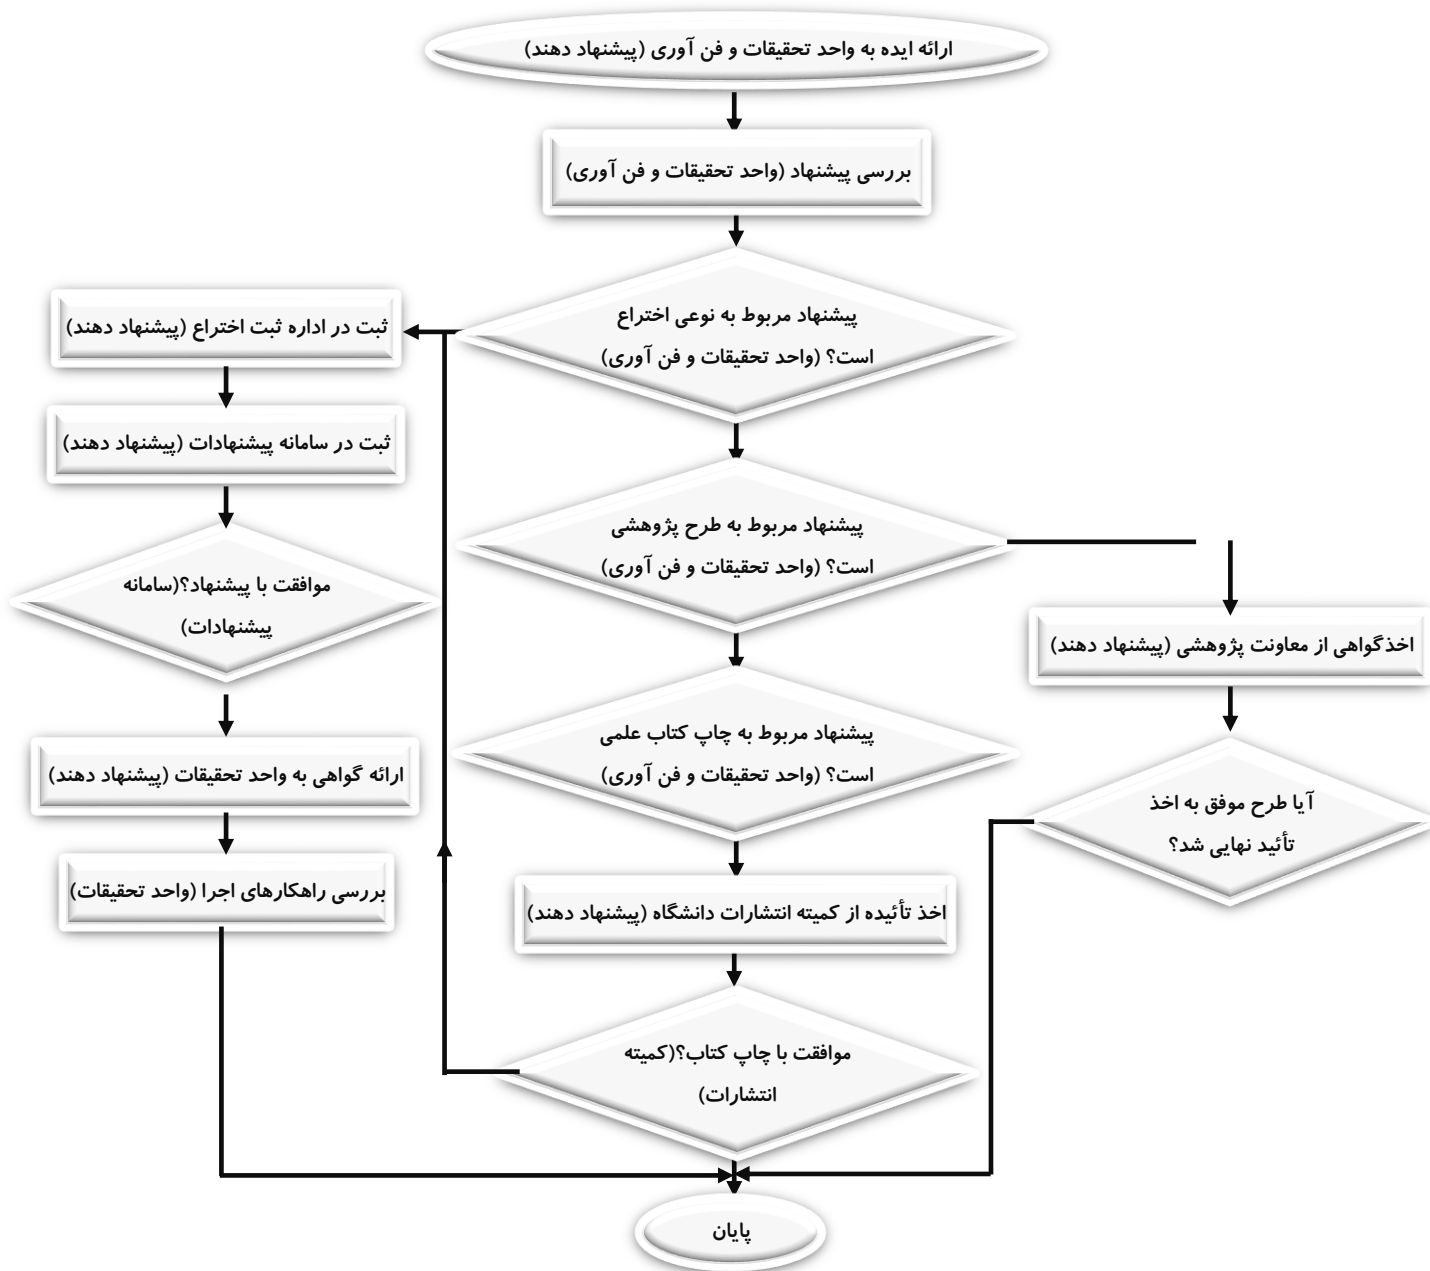 ارائه ایده به واحد تحقیقات و فن آوری (پیشنهاد دهند)
بررسی پیشنهاد (واحد تحقیقات و فن آوری)
پیشنهاد مربوط به نوعی اختراع
است؟ (واحد تحقیقات و فن آوری)
ثبت در اداره ثبت اختراع (پیشنهاد دهند)
ثبت در سامانه پیشنهادات (پیشنهاد دهند)
موافقت با پیشنهاد؟(سامانه
پیشنهادات)
ارائه گواهی به واحد تحقیقات (پیشنهاد دهند)
بررسی راهکارهای اجرا (واحد تحقیقات)
پیشنهاد مربوط به طرح پژوهشی
است؟ (واحد تحقیقات و فن آوری)
اخذگواهی از معاونت پژوهشی (پیشنهاد دهند)
آیا طرح موفق به اخذ
تأئید نهایی شد؟
پیشنهاد مربوط به چاپ کتاب علمی
است؟ (واحد تحقیقات و فن آوری)
اخذ تأئیده از کمیته انتشارات دانشگاه (پیشنهاد دهند)
موافقت با چاپ کتاب؟(کمیته
انتشارات)
پایان